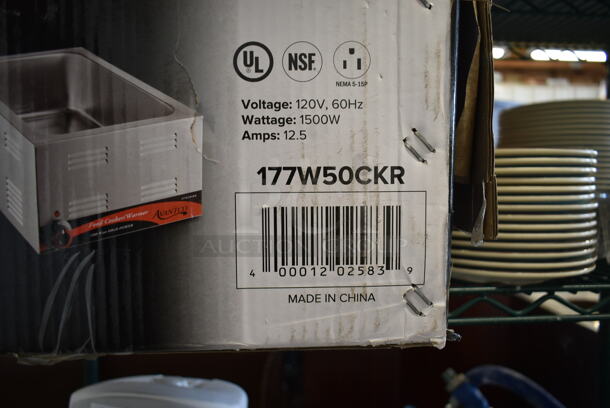 UL
NSF.
NEMA 5-15P
Voltage: 120V, 60Hz
Wattage: 1500W
Amps: 12.5
177W50CKR
Food Cooker/Warmer
AVANTCO
4 00012 02583 9
MADE IN CHINA